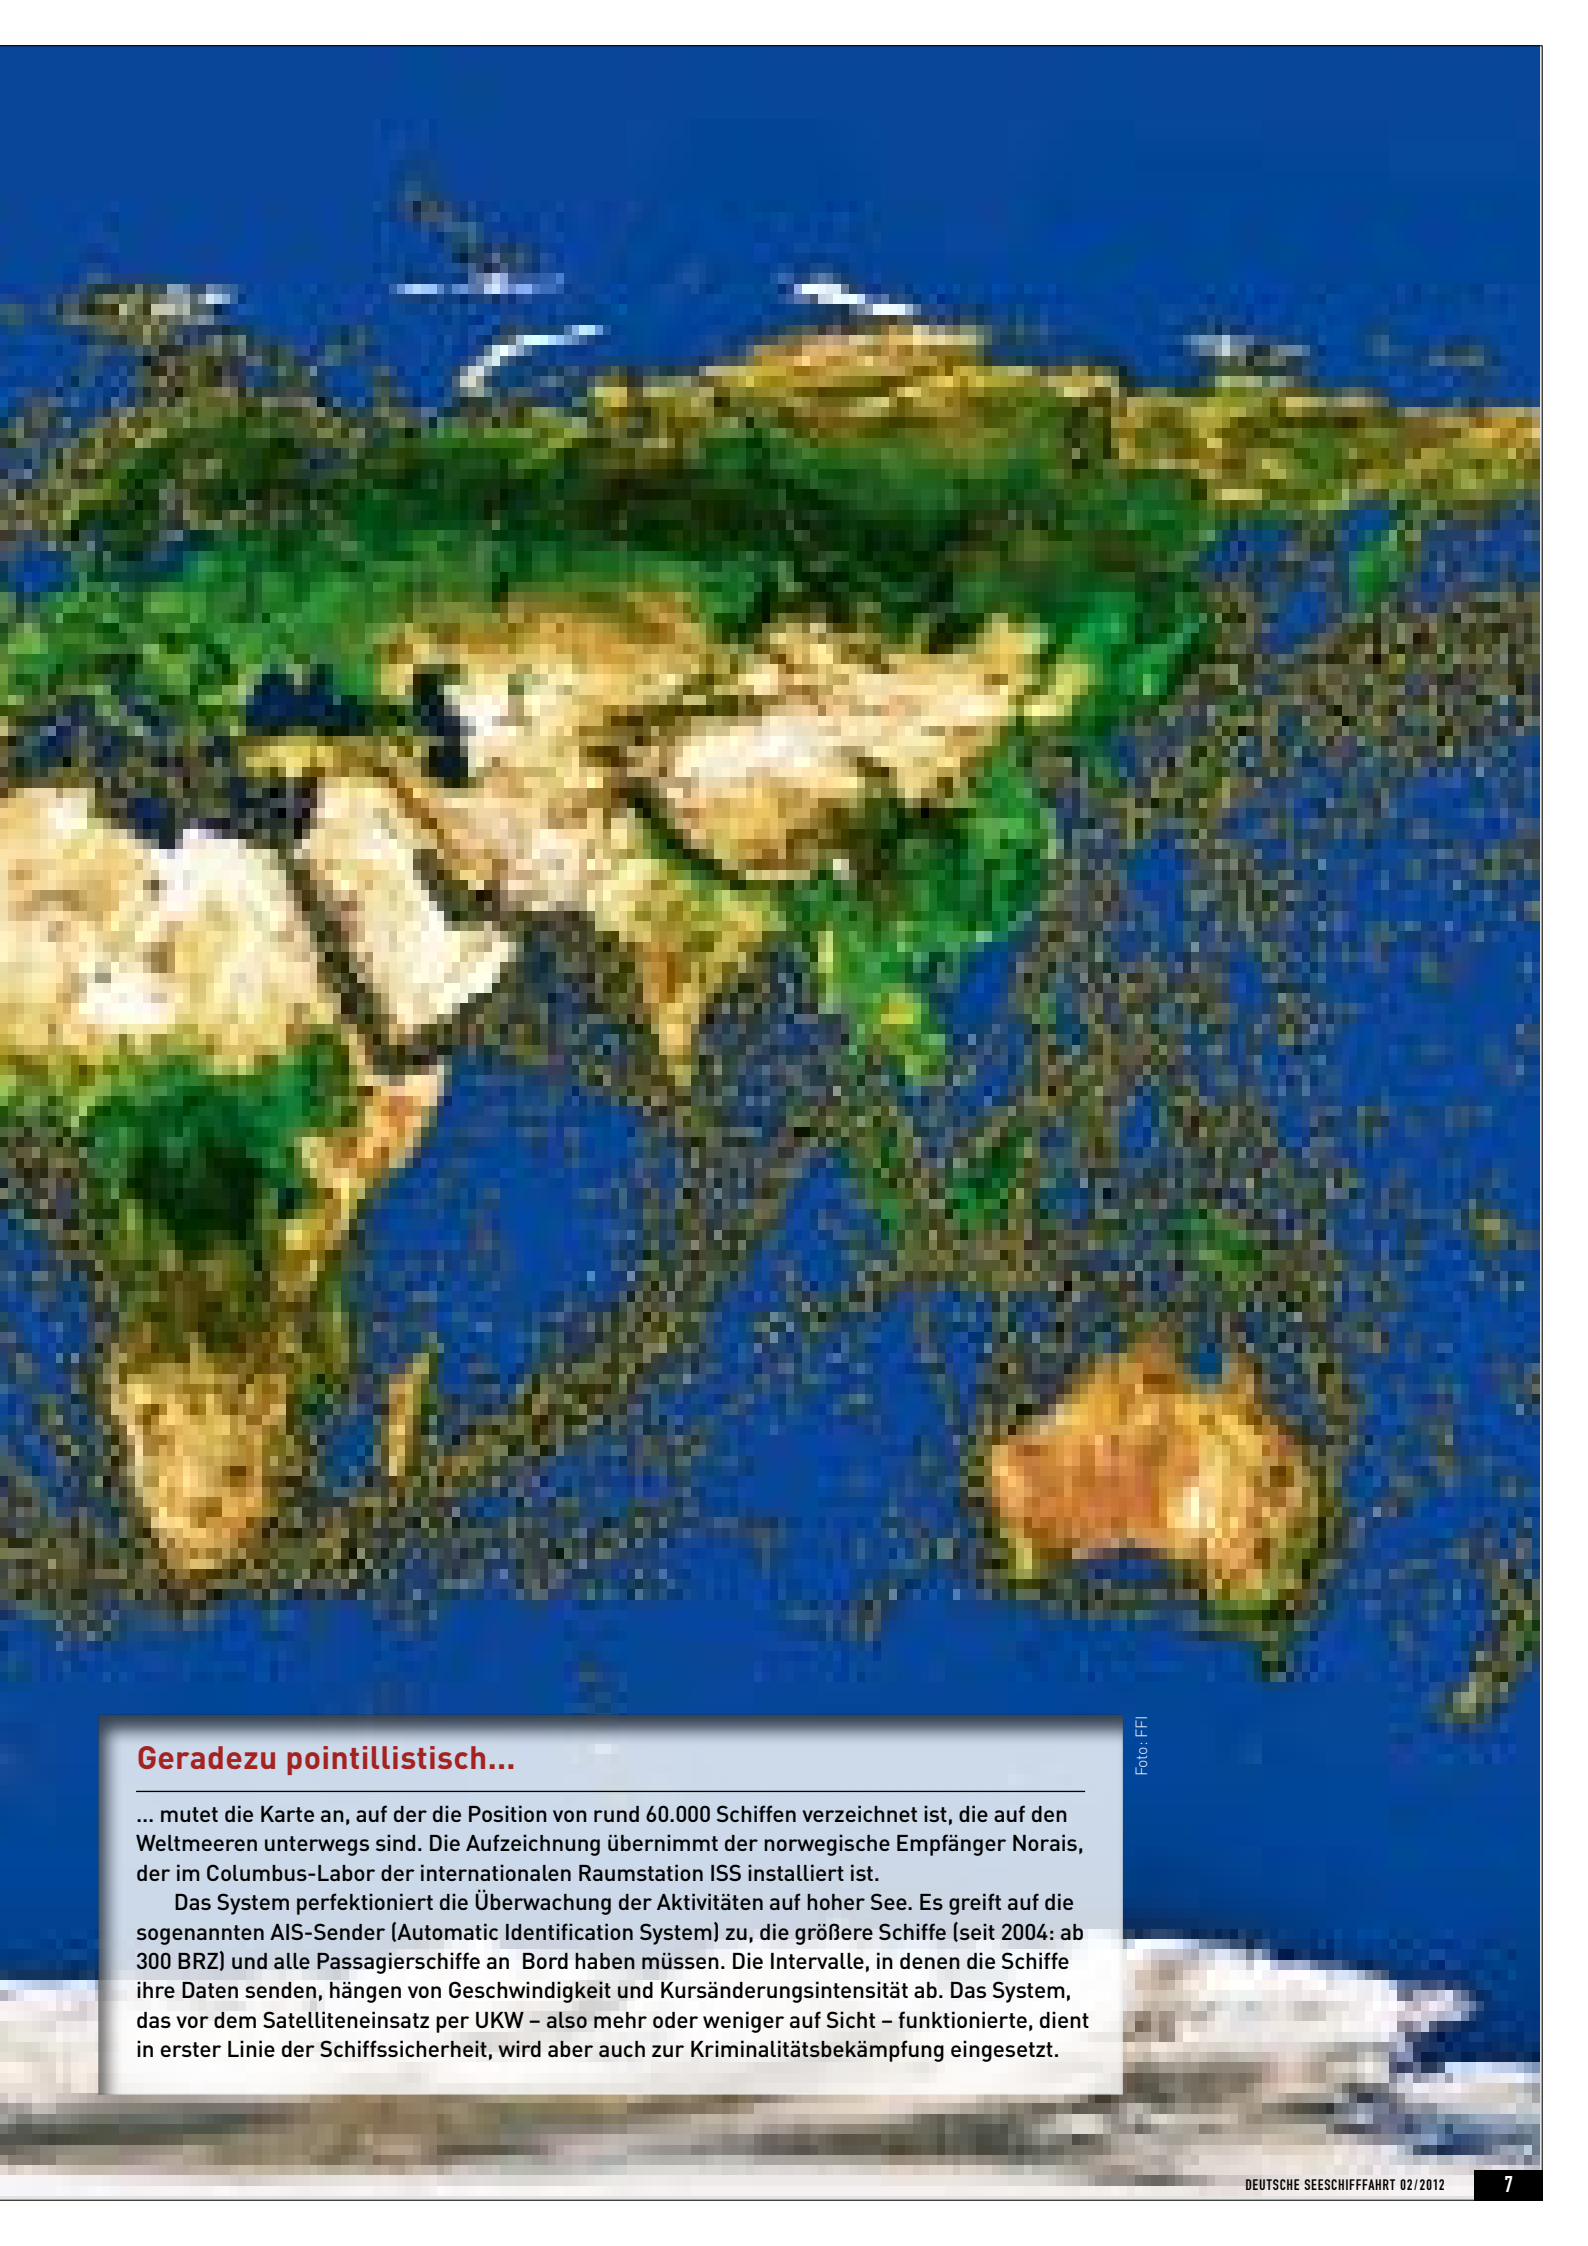 Geradezu pointillistisch...
... mutet die Karte an, auf der die Position von rund 60.000 Schiffen verzeichnet ist, die auf den
Weltmeeren unterwegs sind. Die Aufzeichnung übernimmt der norwegische Empfänger Norais,
der im Columbus-Labor der internationalen Raumstation ISS installiert ist.
Das System perfektioniert die Überwachung der Aktivitäten auf hoher See. Es greift auf die
sogenannten AIS-Sender (Automatic Identification System) zu, die größere Schiffe (seit 2004: ab
300 BRZ) und alle Passagierschiffe an Bord haben müssen. Die Intervalle, in denen die Schiffe
ihre Daten senden, hängen von Geschwindigkeit und Kursänderungsintensität ab. Das System,
das vor dem Satelliteneinsatz per UKW – also mehr oder weniger auf Sicht – funktionierte, dient
in erster Linie der Schiffssicherheit, wird aber auch zur Kriminalitätsbekämpfung eingesetzt.
Foto: FFI
DEUTSCHE SEESCHIFFFAHRT 02/2012 7